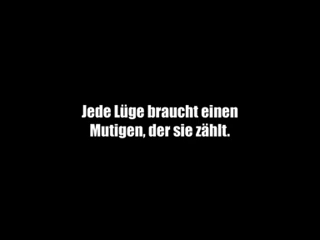 Jede Lüge braucht einen
Mutigen, der sie zählt.